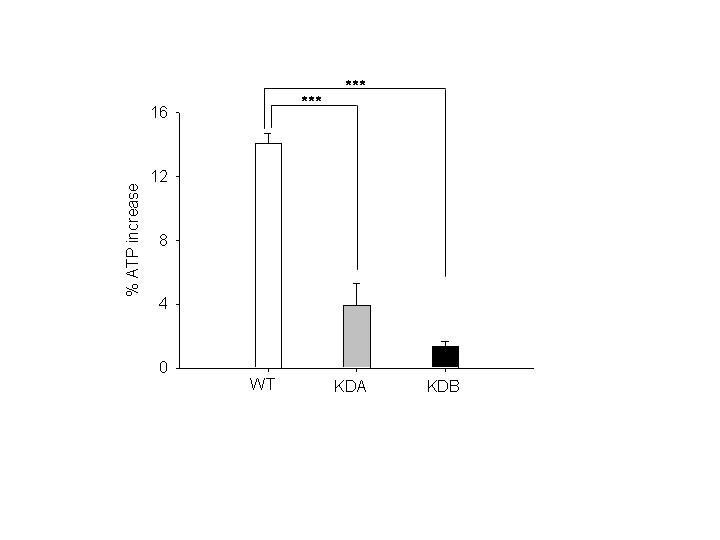 ***
***
16
12
8
4
0
% ATP increase
WT
KDA
KDB